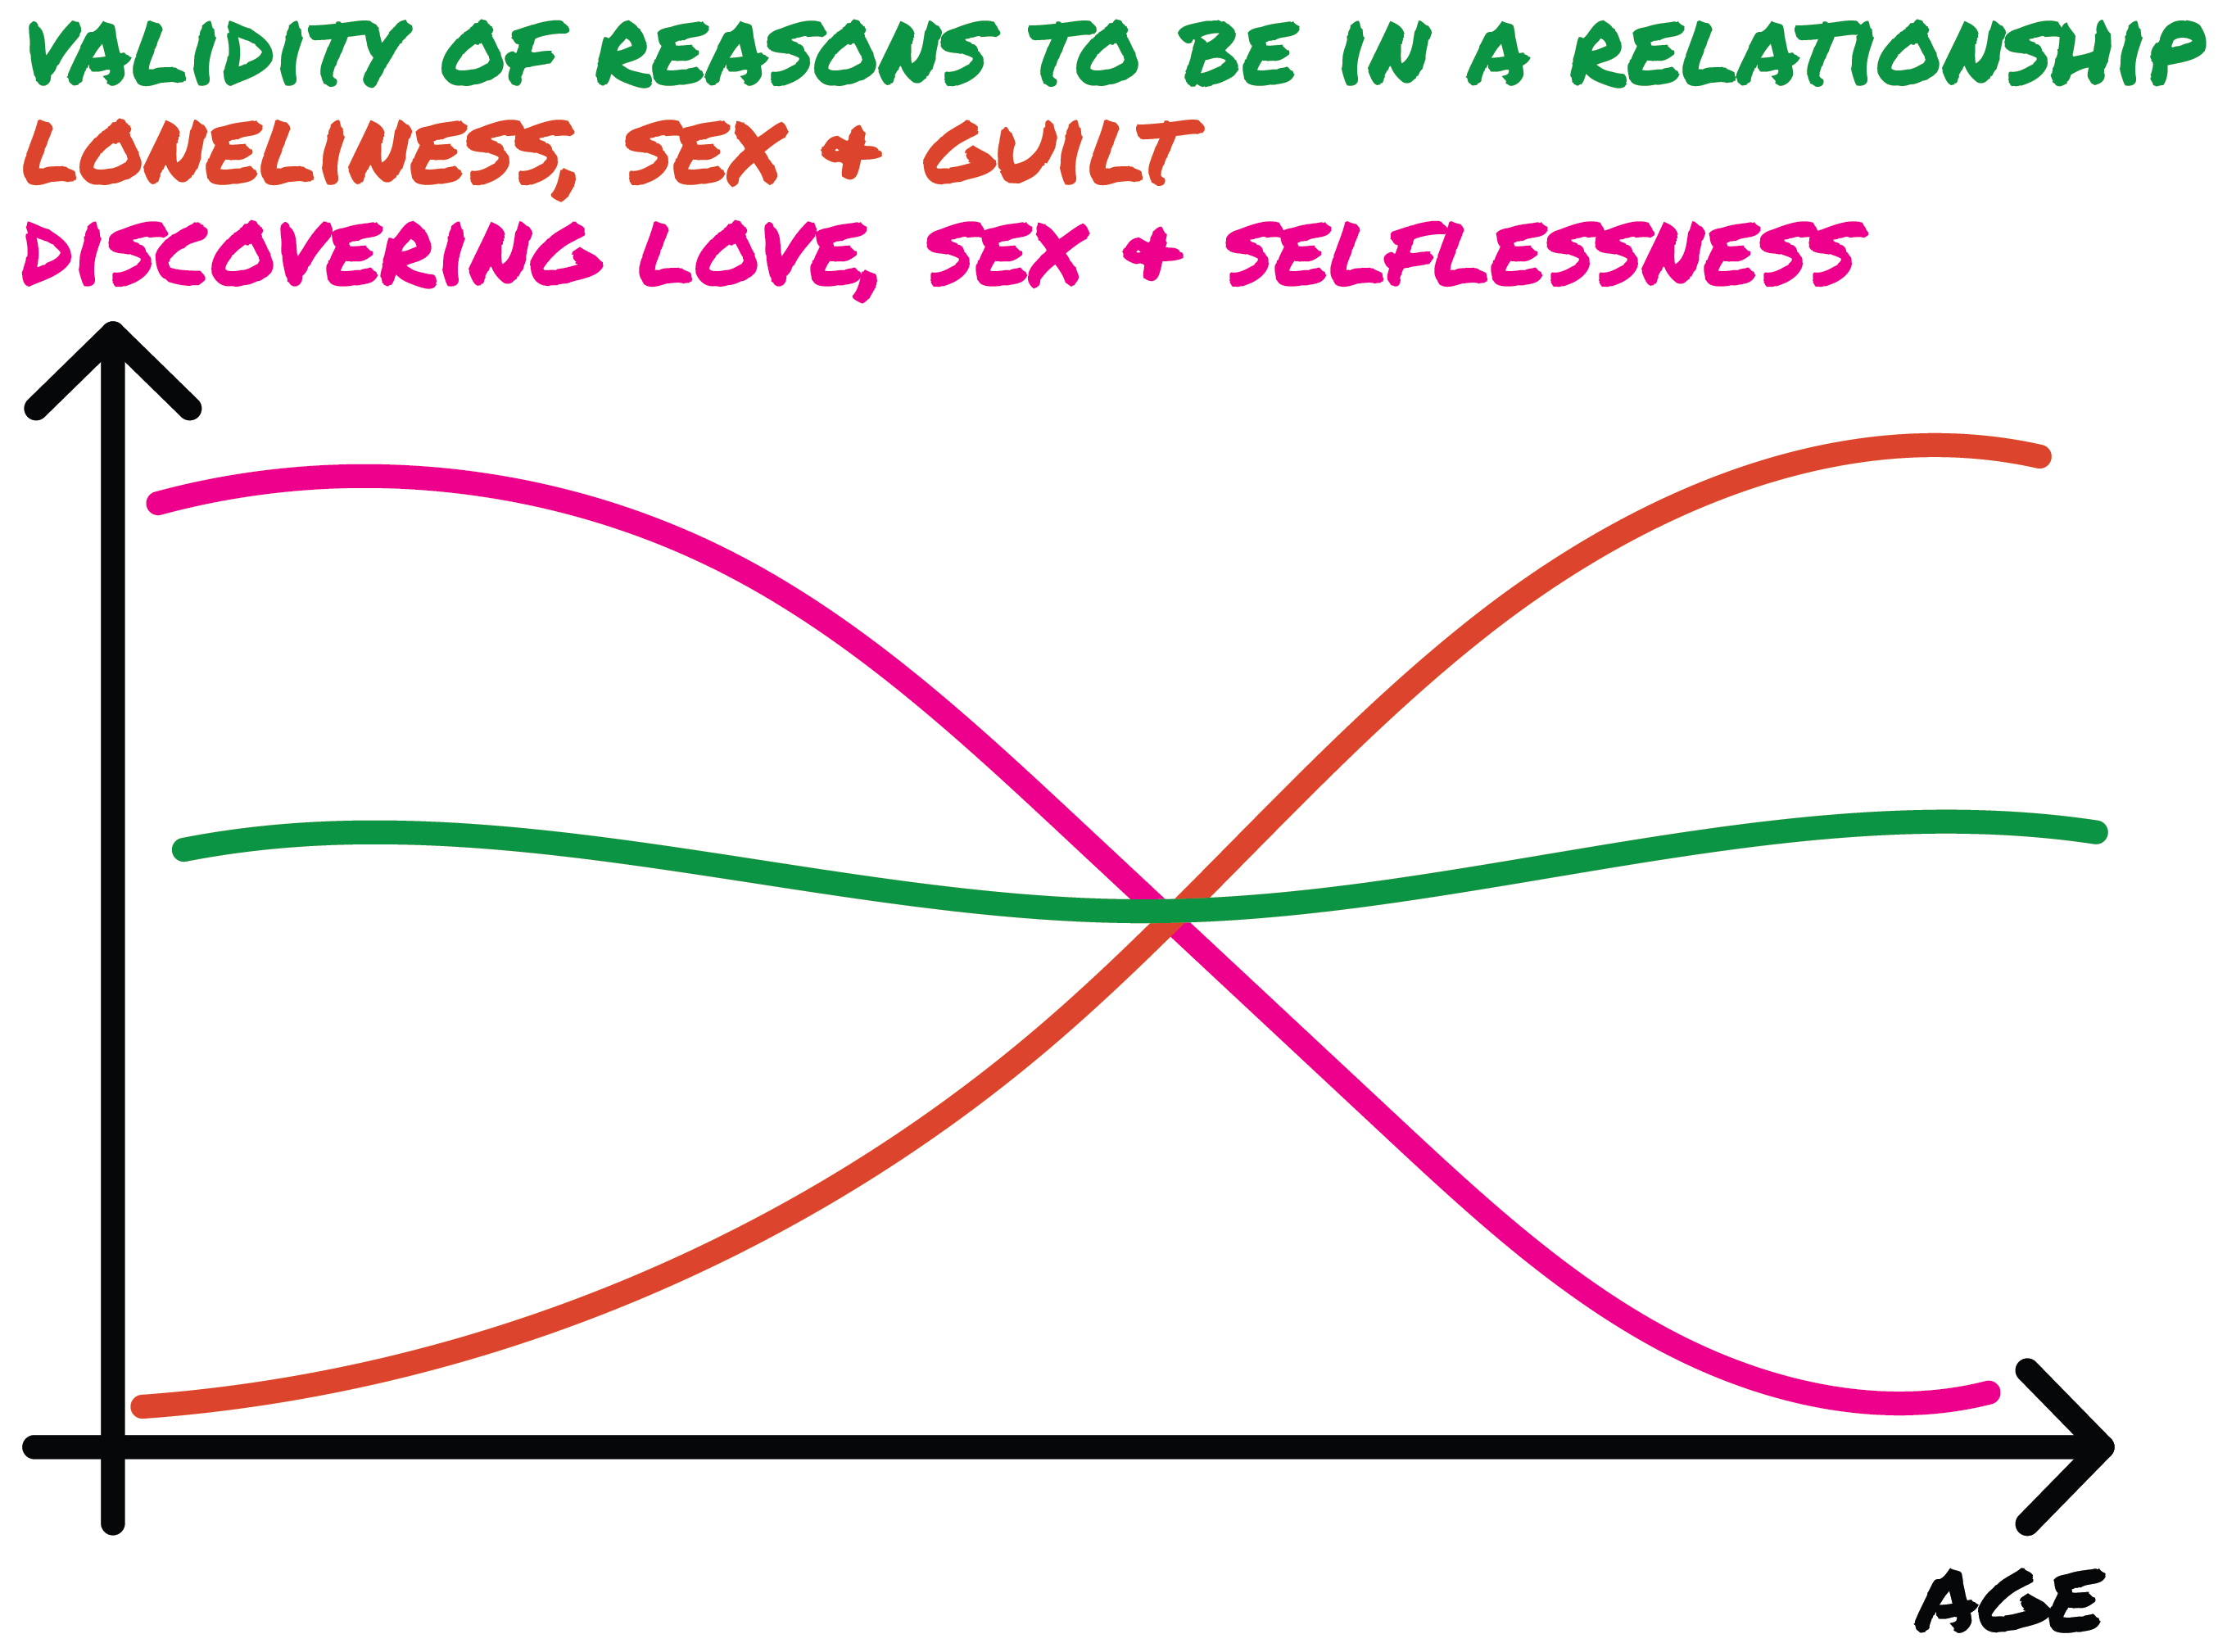 VALIDITY OF REASONS TO BE IN A RELATIONSHIP
LONELINESS, SEX & GUILT
DISCOVERING LOVE, SEX & SELFLESSNESS
AGE